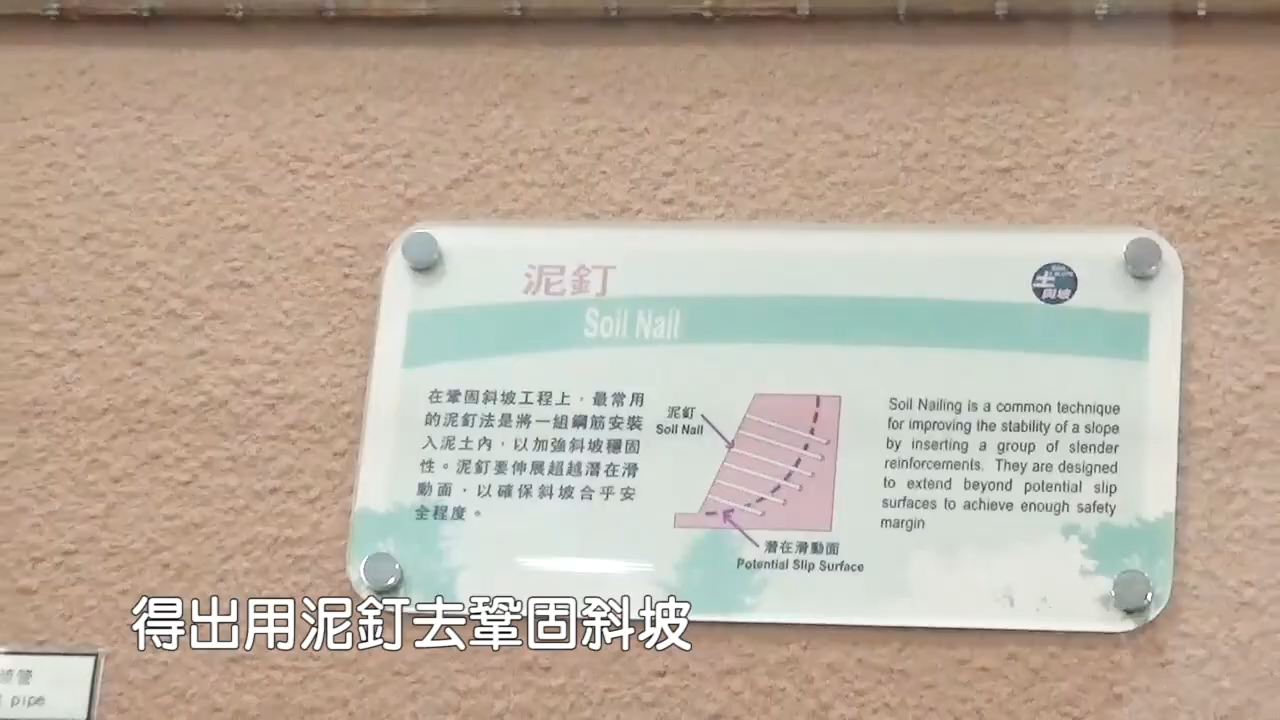 泥釘
Soil Nail
土
與坡
在鞏固斜坡工程上，最常用
的泥釘法是將一組鋼筋安裝
入泥土內，以加強斜坡穩固
性。泥釘要伸展超越潛在滑
動面，以確保斜坡合乎安
全程度。
泥釘
Soil Nail
潛在滑動面
Potential Slip Surface
Soil Nailing is a common technique
for improving the stability of a slope
by inserting a group of slender
reinforcements. They are designed
to extend beyond potential slip
surfaces to achieve enough safety
margin
得出用泥釘去鞏固斜坡
管
pipe